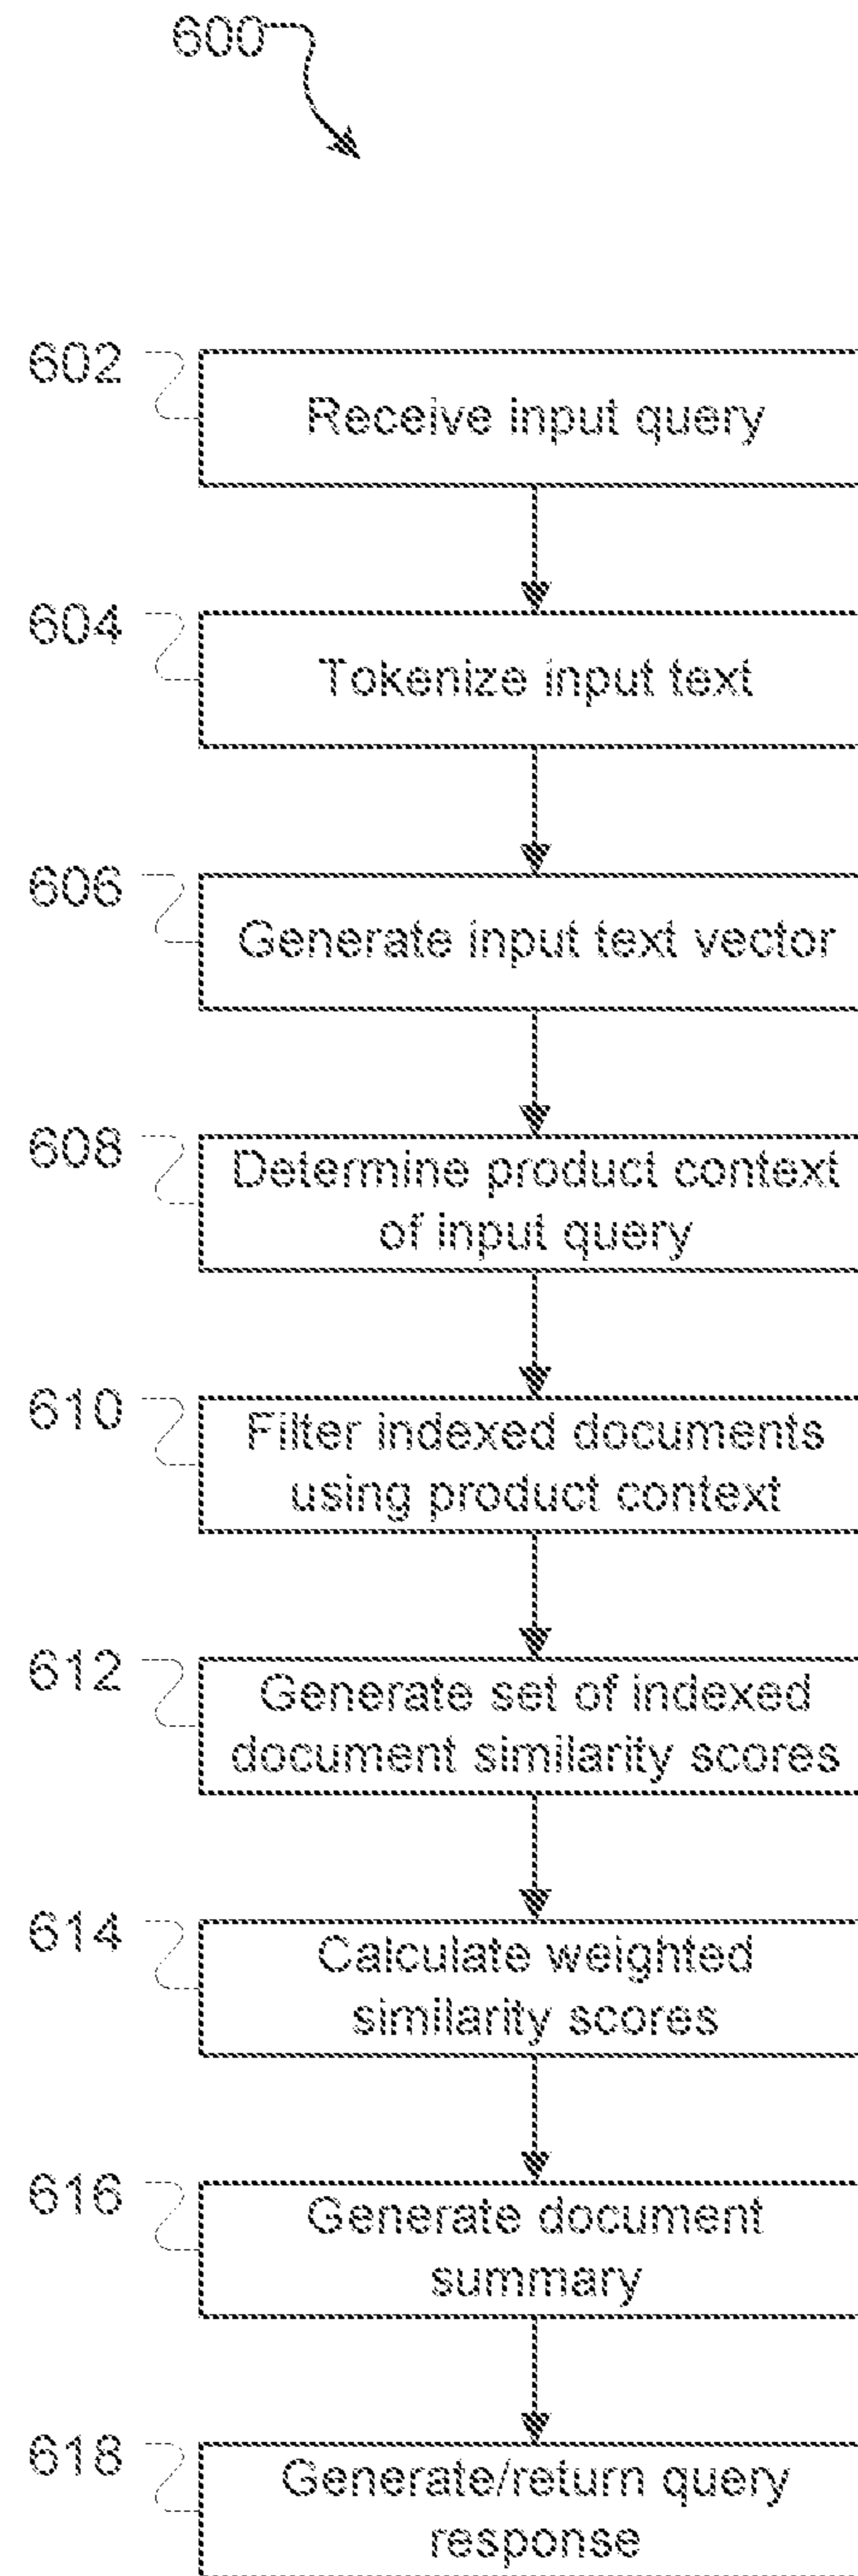 600
602
Receive input query
604
Tokenize input text
606
Generate input text vector
608
Determine product context
of input query
610
Filter indexed documents
using product context
612
Generate set of indexed
document similarity scores
614
Calculate weighted
similarity scores
616
Generate document
summary
618
Generate/return query
response